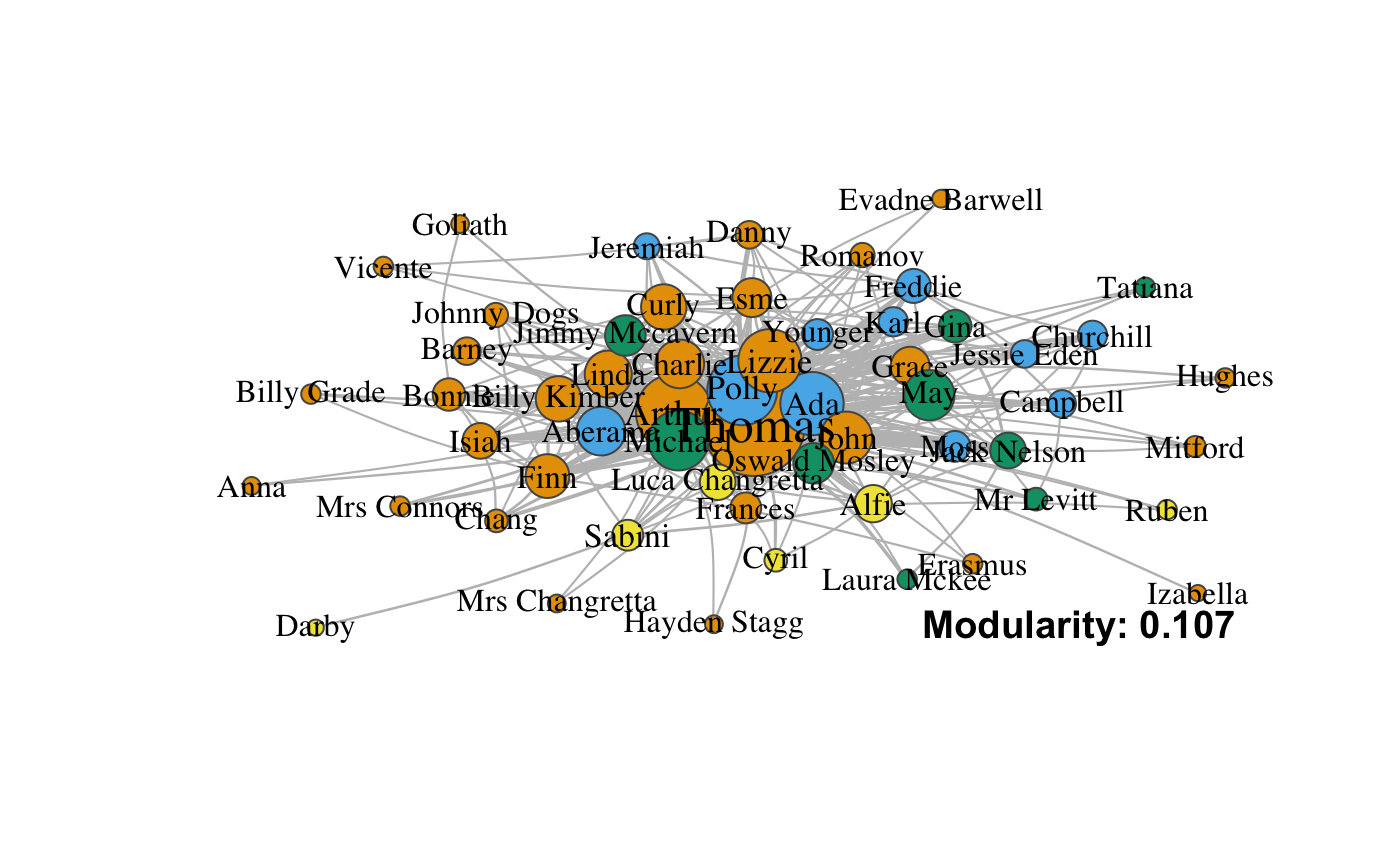 Evadne Barwell
Goliath
Danny
Jeremiah
Romanov
Vicente
Freddie
Tatiana
Esme
Curly
Johnny Dogs
Karl
Gina
Younger
Jimmy Mccavern
Churchill
Barney
Jessie Eden
Lizzie
Charlie
Grace
Linda
Hughes
Polly
Billy Grade
May
Bonnie
Billy Kimber
Campbell
Ada
Arthur
Thomas
Aberama
John
Isiah
Michael
Mitford
Moss
Jack Nelson
Oswald Mosley
Finn
Luca Changretta
Anna
Mr Levitt
Alfie
Mrs Connors
Frances
Ruben
Chang
Sabini
Cyril
Erasmus
Laura Mckee
Izabella
Mrs Changretta
Hayden Stagg
Darby
Modularity: 0.107